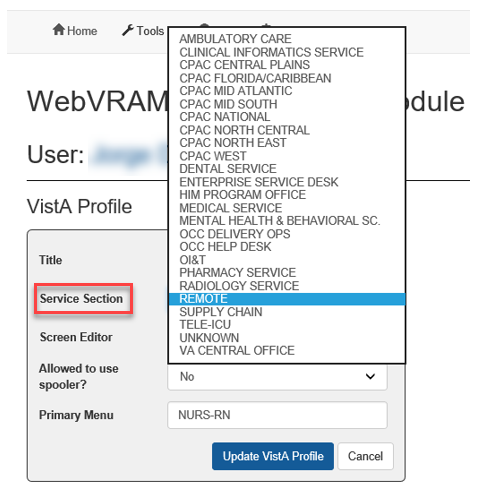 Home
Tools
AMBULATORY CARE
CLINICAL INFORMATICS SERVICE
CPAC CENTRAL PLAINS
CPAC FLORIDA/CARIBBEAN
CPAC MID ATLANTIC
CPAC MID SOUTH
CPAC NATIONAL
CPAC NORTH CENTRAL
CPAC NORTH EAST
CPAC WEST
DENTAL SERVICE
ENTERPRISE SERVICE DESK
HIM PROGRAM OFFICE
MEDICAL SERVICE
MENTAL HEALTH & BEHAVIORAL SC.
OCC DELIVERY OPS
OCC HELP DESK
OI&T
PHARMACY SERVICE
RADIOLOGY SERVICE
REMOTE
SUPPLY CHAIN
TELE-ICU
UNKNOWN
VA CENTRAL OFFICE
WebVRAM odule
User:
VistA Profile
Title
Service Section
Screen Editor
Allowed to use
spooler?
No
Primary Menu
NURS-RN
Update VistA Profile
Cancel